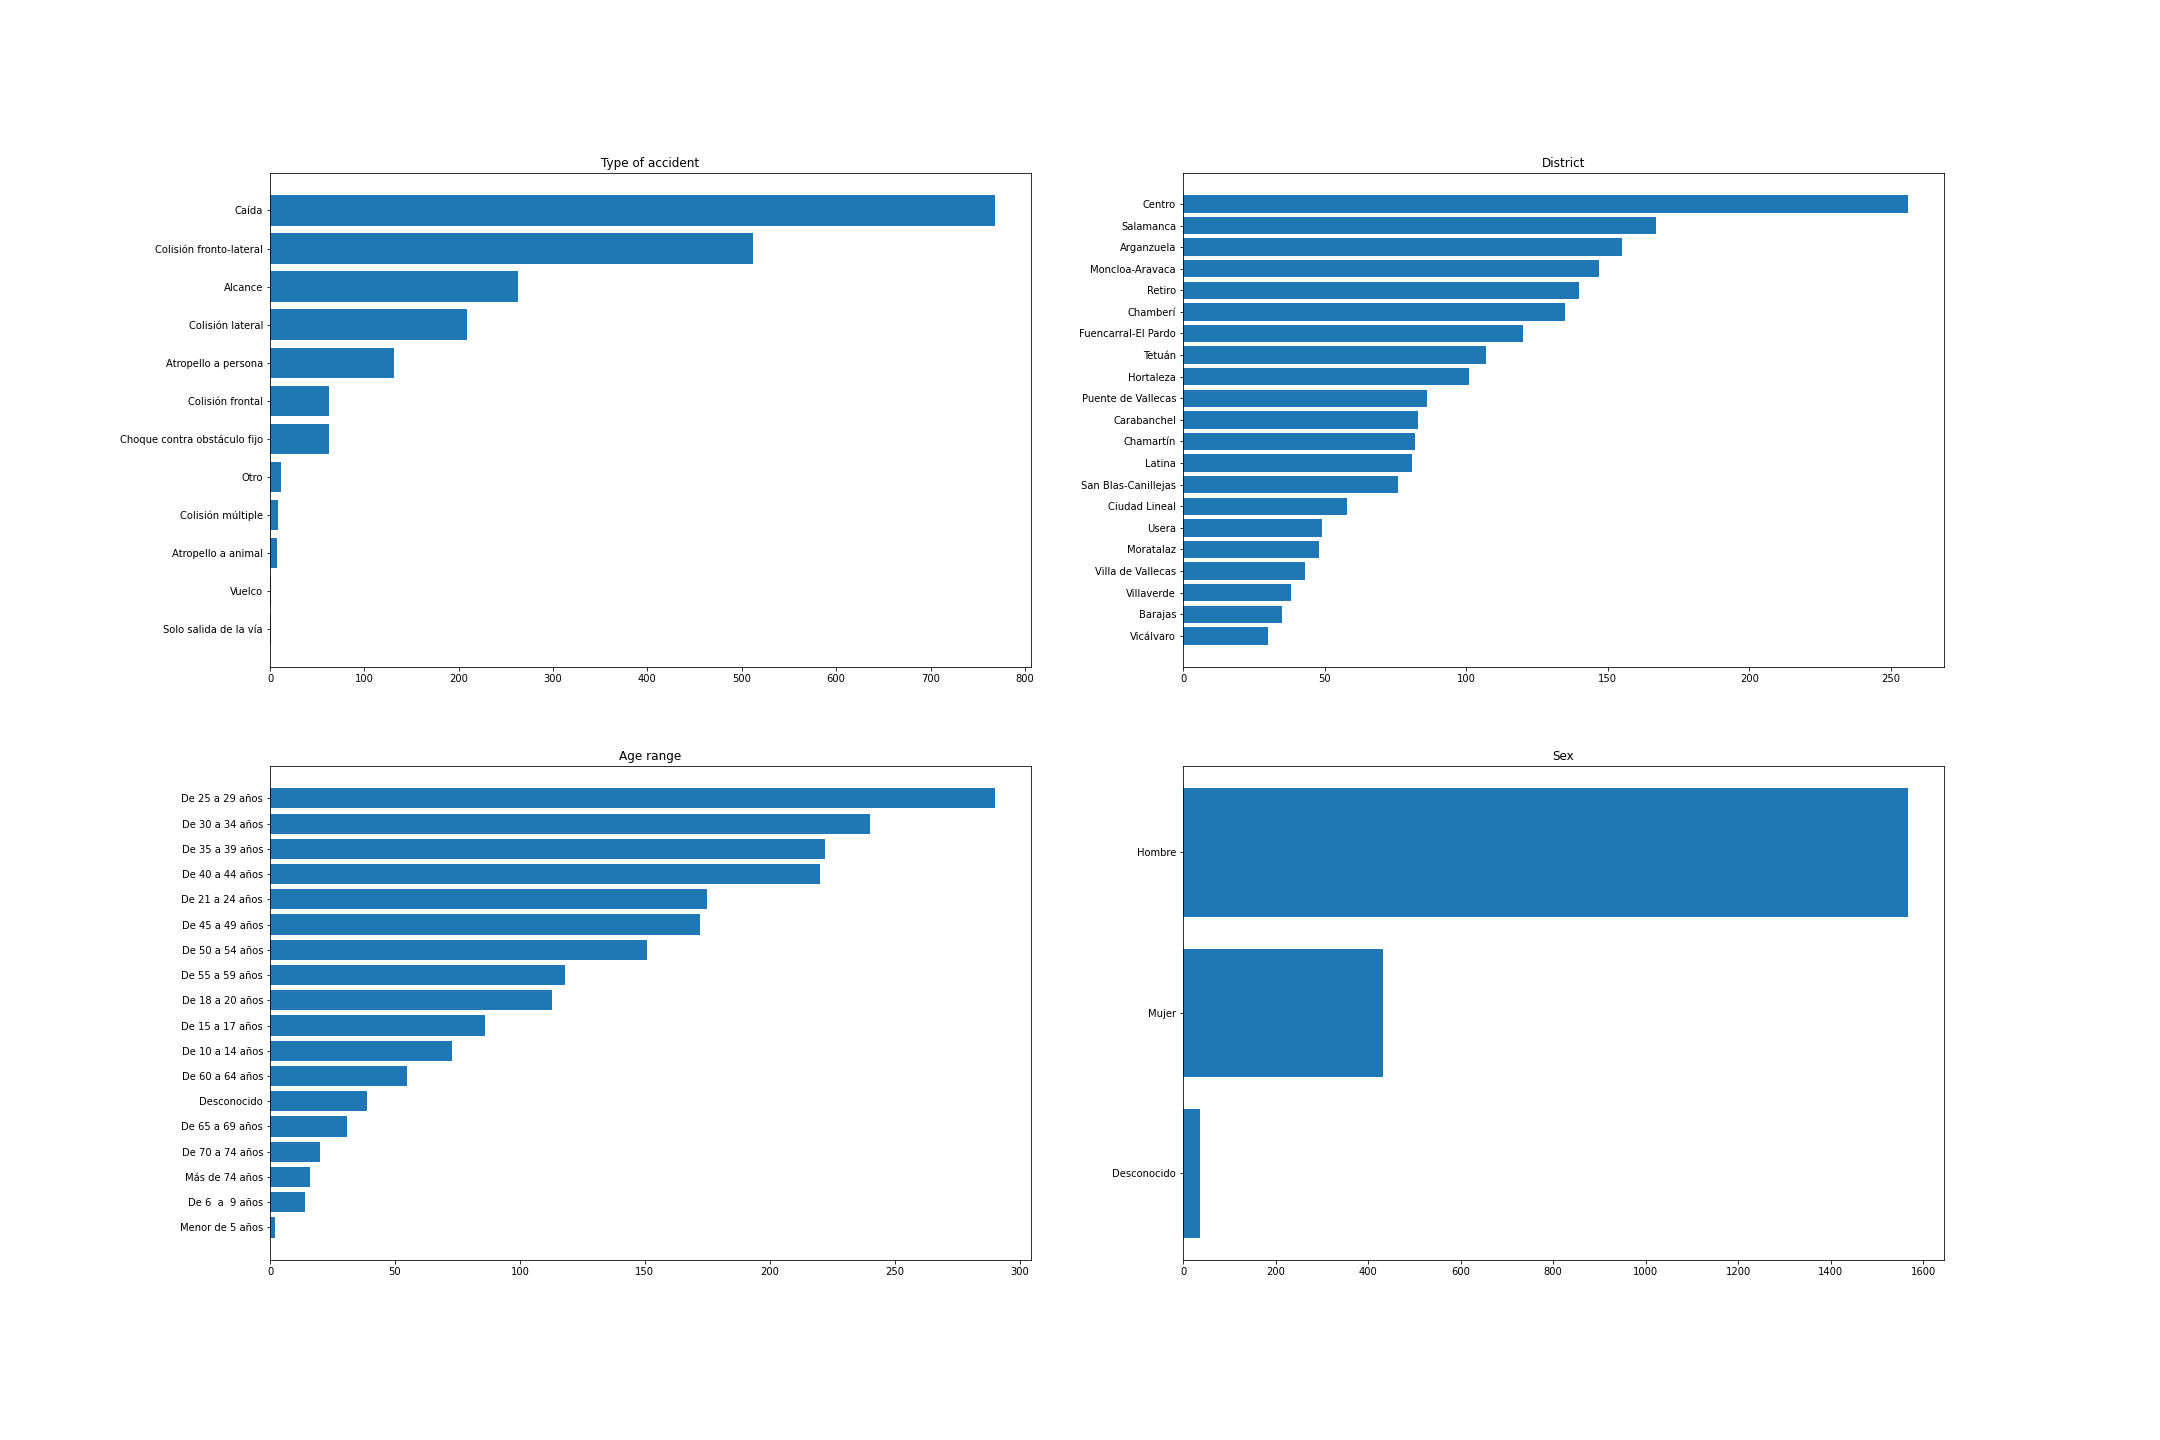 Type of accident
Caída
Colisión fronto-lateral
Alcance
Colisión lateral
Atropello a persona
Colisión frontal
Choque contra obstáculo fijo
Otro
Colisión múltiple
Atropello a animal
Vuelco
Solo salida de la vía
0 100 200 300 400 500 600 700 800
District
Centro
Salamanca
Arganzuela
Moncloa-Aravaca
Retiro
Chamberí
Fuencarral-El Pardo
Tetuán
Hortaleza
Puente de Vallecas
Carabanchel
Chamartín
Latina
San Blas-Canillejas
Ciudad Lineal
Usera
Moratalaz
Villa de Vallecas
Villaverde
Barajas
Vicálvaro
0 50 100 150 200 250
Age range
De 25 a 29 años
De 30 a 34 años
De 35 a 39 años
De 40 a 44 años
De 21 a 24 años
De 45 a 49 años
De 50 a 54 años
De 55 a 59 años
De 18 a 20 años
De 15 a 17 años
De 10 a 14 años
De 60 a 64 años
Desconocido
De 65 a 69 años
De 70 a 74 años
Más de 74 años
De 6 a 9 años
Menor de 5 años
0 50 100 150 200 250 300
Sex
Hombre
Mujer
Desconocido
0 200 400 600 800 1000 1200 1400 1600